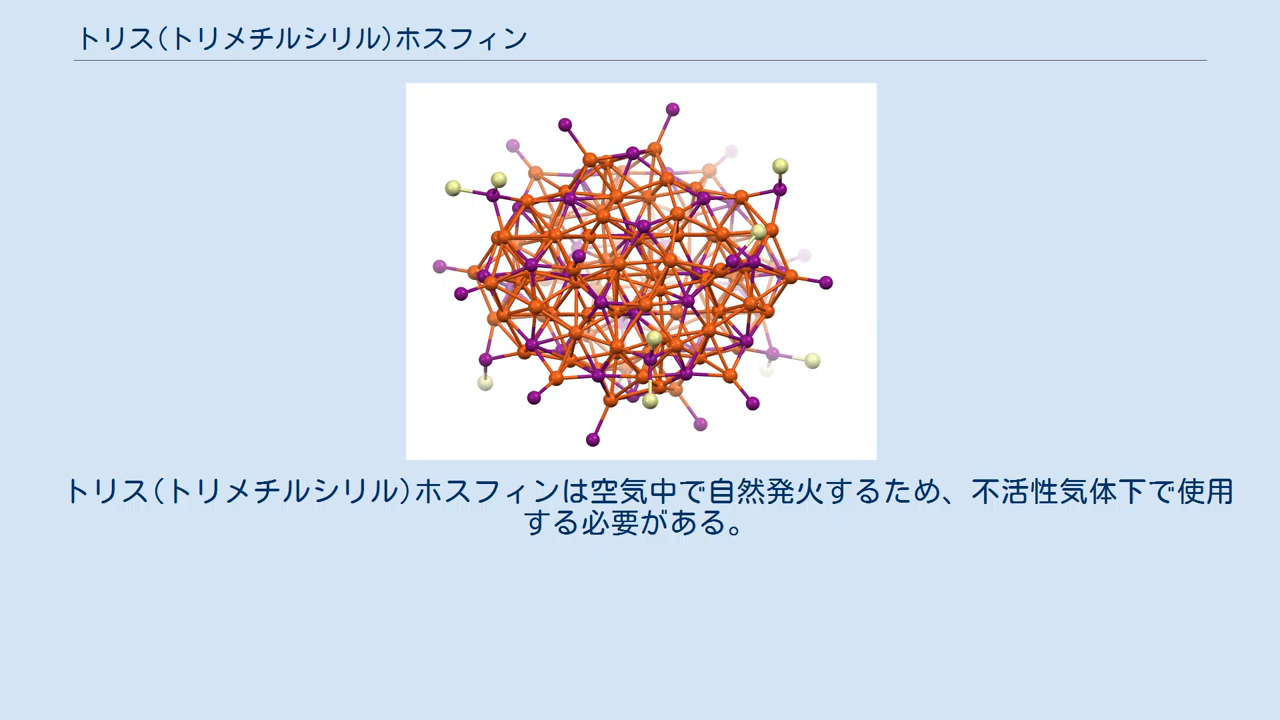 トリス(トリメチルシリル)ホスフィン
トリス(トリメチルシリル)ホスフィンは空気中で自然発火するため、不活性気体下で使用
する必要がある。